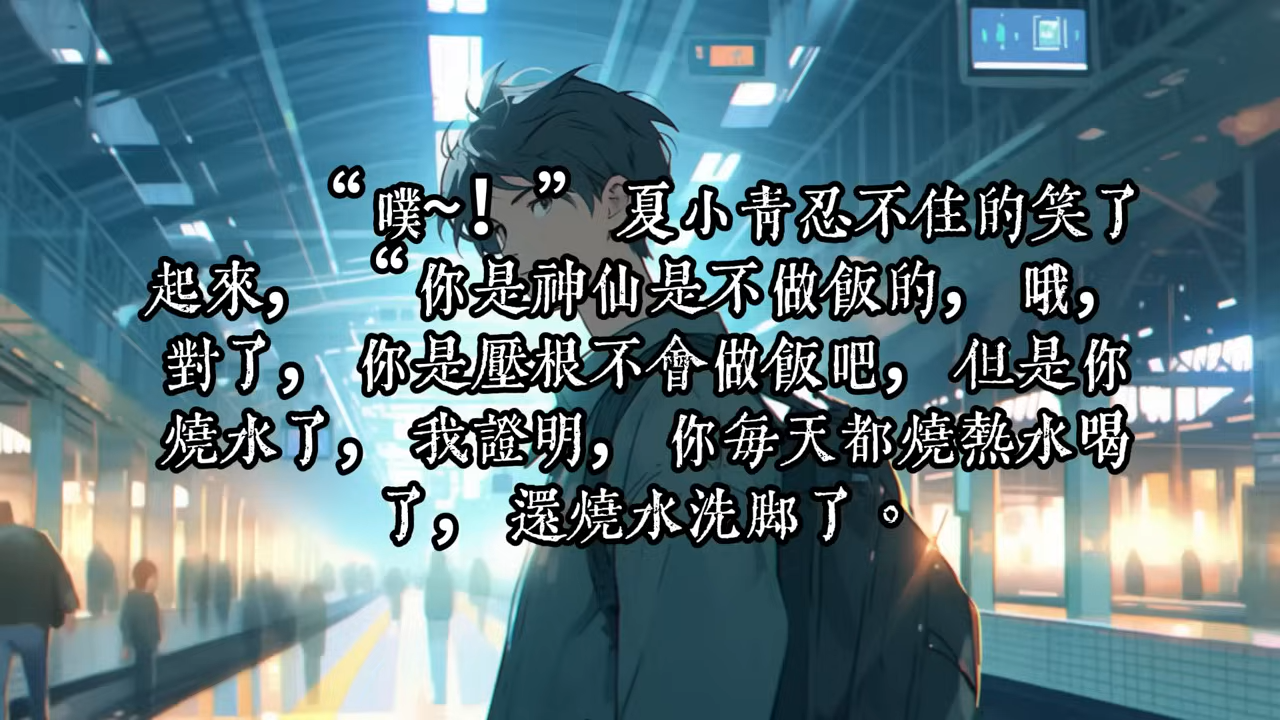 “噗~！” 夏小青忍不住的笑了
起來， “你是神仙是不做飯的， 哦，
對了， 你是壓根不會做飯吧， 但是你
燒水了， 我證明， 你每天都燒熱水喝
了， 還燒水洗脚了。